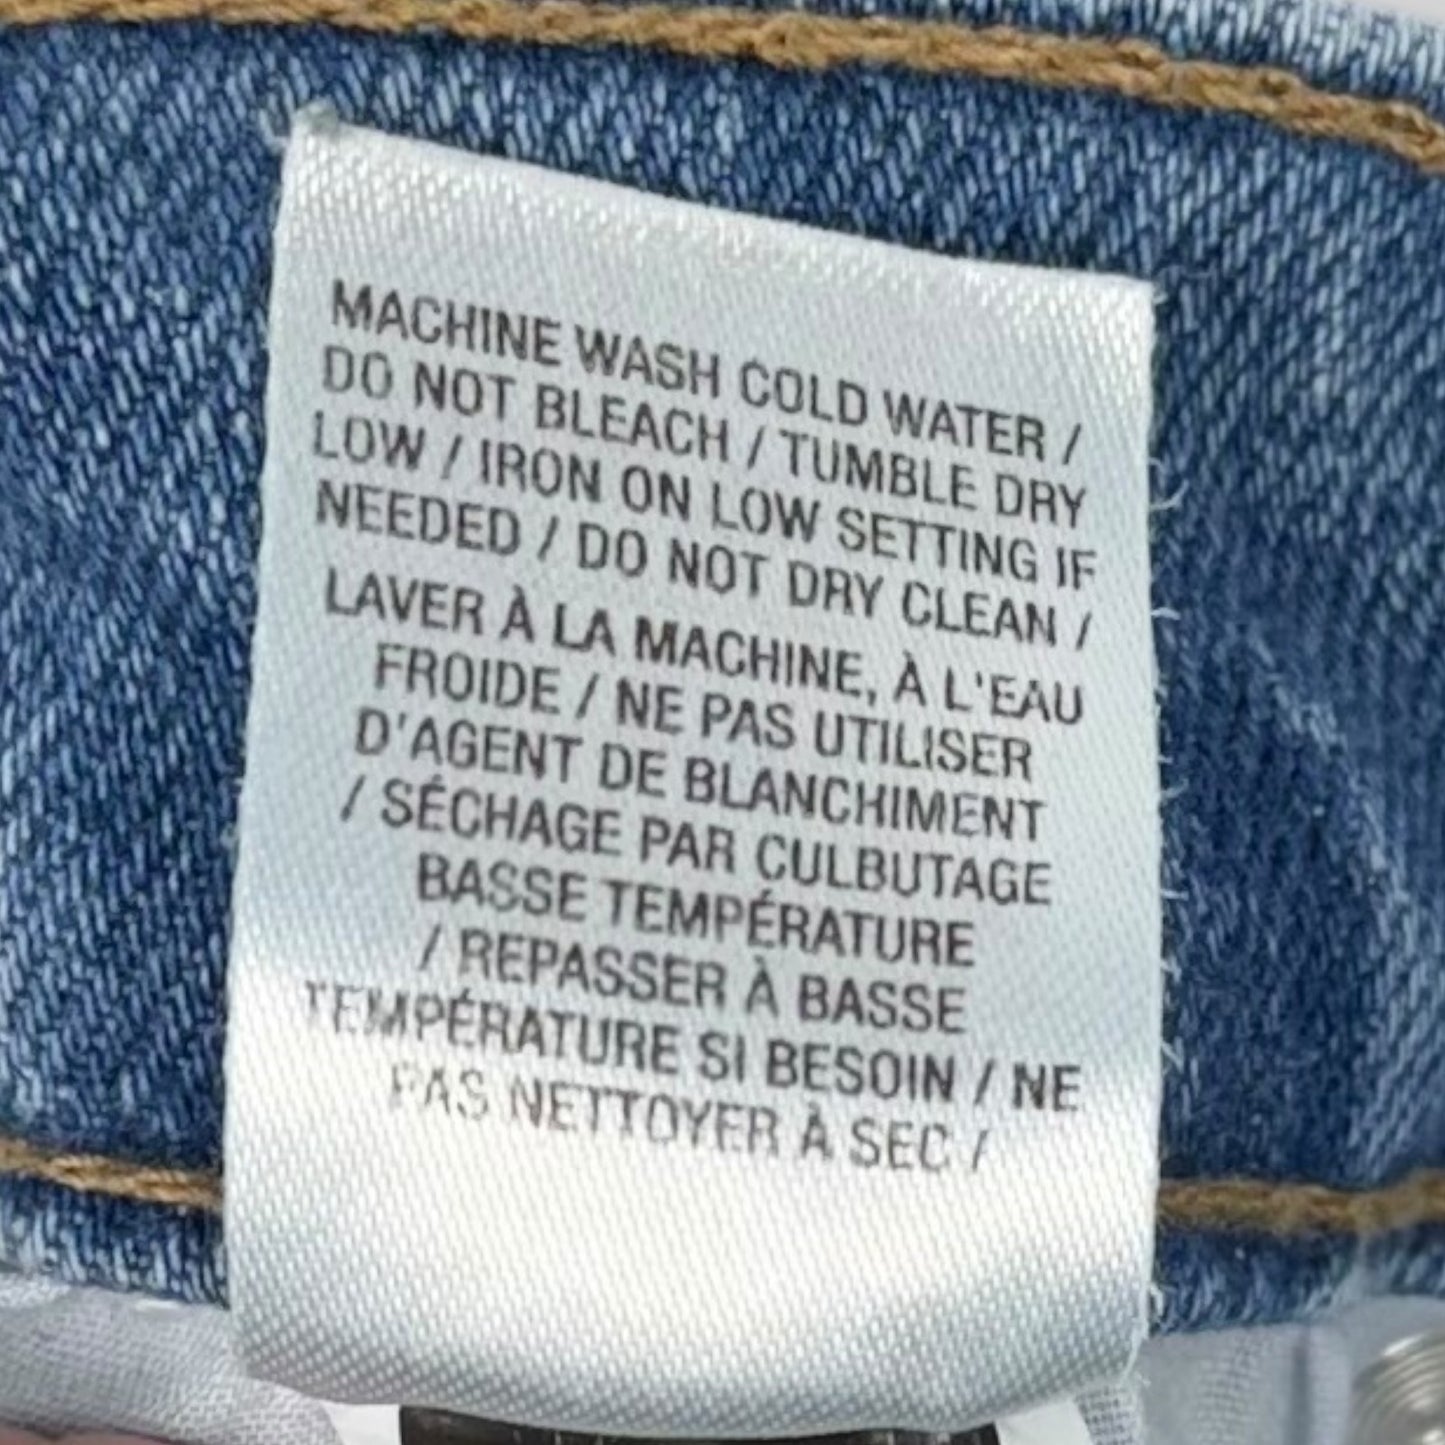 MACHINE WASH COLD WATER /
DO NOT BLEACH / TUMBLE DRY
LOW / IRON ON LOW SETTING IF
NEEDED / DO NOT DRY CLEAN /
LAVER À LA MACHINE, À L'EAU
FROIDE / NE PAS UTILISER
D'AGENT DE BLANCHIMENT
/ SÉCHAGE PAR CULBUTAGE
BASSE TEMPÉRATURE
/ REPASSER À BASSE
TEMPÉRATURE SI BESOIN / NE
PAS NETTOYER À SEC /